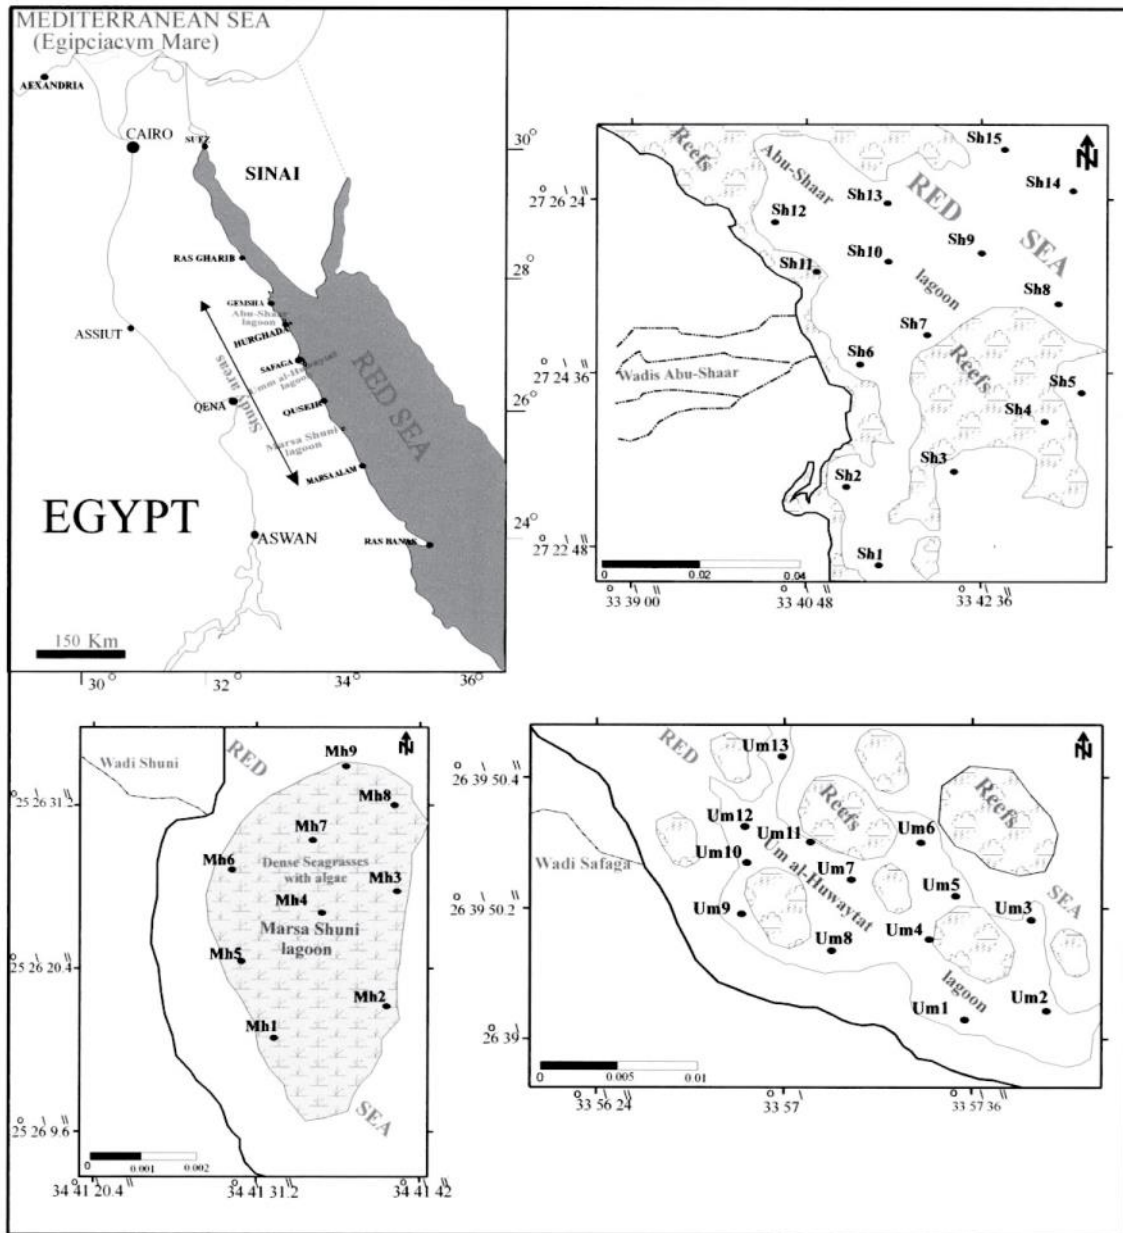 MEDITERRANEAN SEA
(Egipciacvm Mare)
AEXANDRIA
CAIRO
SUEZ
SINAI
30°
RAS GHARIB
28°
GEMSHA
Abu-Shaar
lagoon
HURGHADA
ASSIUT
SAFAGA
Umm al-Huwaytat
lagoon
Study areas
RED SEA
QENA
QUSEIR
26°
Marsa Shuni
lagoon
MARSA ALAM
EGYPT
ASWAN
24°
RAS BANAS
150 Km
30°
32°
34°
36°
N
Reefs
Abu-Shaar
lagoon
RED
SEA
Sh15
Sh14
Sh13
Sh12
Sh11
Sh10
Sh9
Sh8
Sh7
Reefs
Sh6
Sh5
Sh4
Sh3
Sh2
Sh1
Wadis Abu-Shaar
° \ \\
27 26 24
° \ \\
27 24 36
° \ \\
27 22 48
0 0.02 0.04
° \ \\
33 39 00
° \ \\
33 40 48
° \ \\
33 42 36
N
Wadi Shuni
RED
SEA
Mh9
Mh8
Mh7
Dense Seagrasses
with algae
Mh6
Mh3
Mh4
Marsa Shuni
lagoon
Mh5
Mh2
Mh1
° \ \\
25 26 31.2
° \ \\
25 26 20.4
° \ \\
25 26 9.6
0 0.001 0.002
° \ \\
34 41 20.4
° \ \\
34 41 31.2
° \ \\
34 41 42
N
RED
SEA
Um13
Reefs
Reefs
Um12
Um11
Um6
Um10
Um al-Huwaytat
lagoon
Um7
Um5
Um9
Um3
Um4
Um8
Um2
Um1
Wadi Safaga
° \ \\
26 39 50.4
° \ \\
26 39 50.2
° \ \\
26 39
0 0.005 0.01
° \ \\
33 56 24
° \ \\
33 57
° \ \\
33 57 36